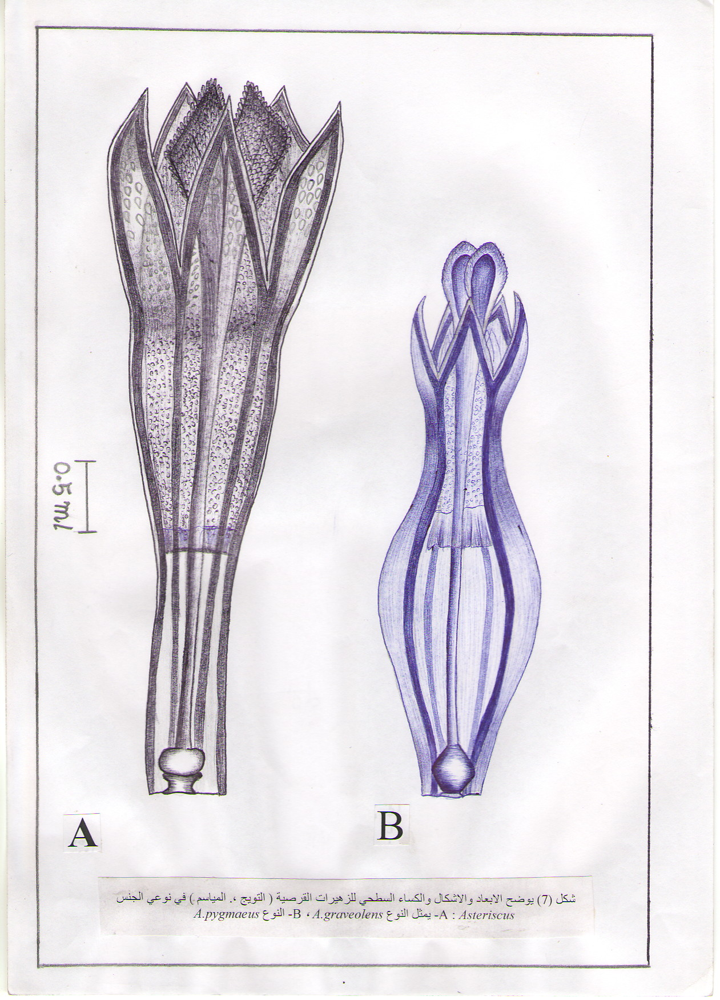 0.5 ml
A
B
شكل (7) يوضح الابعاد والاشكال والكساء السطحي للزهيرات القرصية ( التويج ،. المياسم ) في نوعي الجنس
Asteriscus : A- يمثل النوع A.graveolens ، B- النوع A.pygmaeus